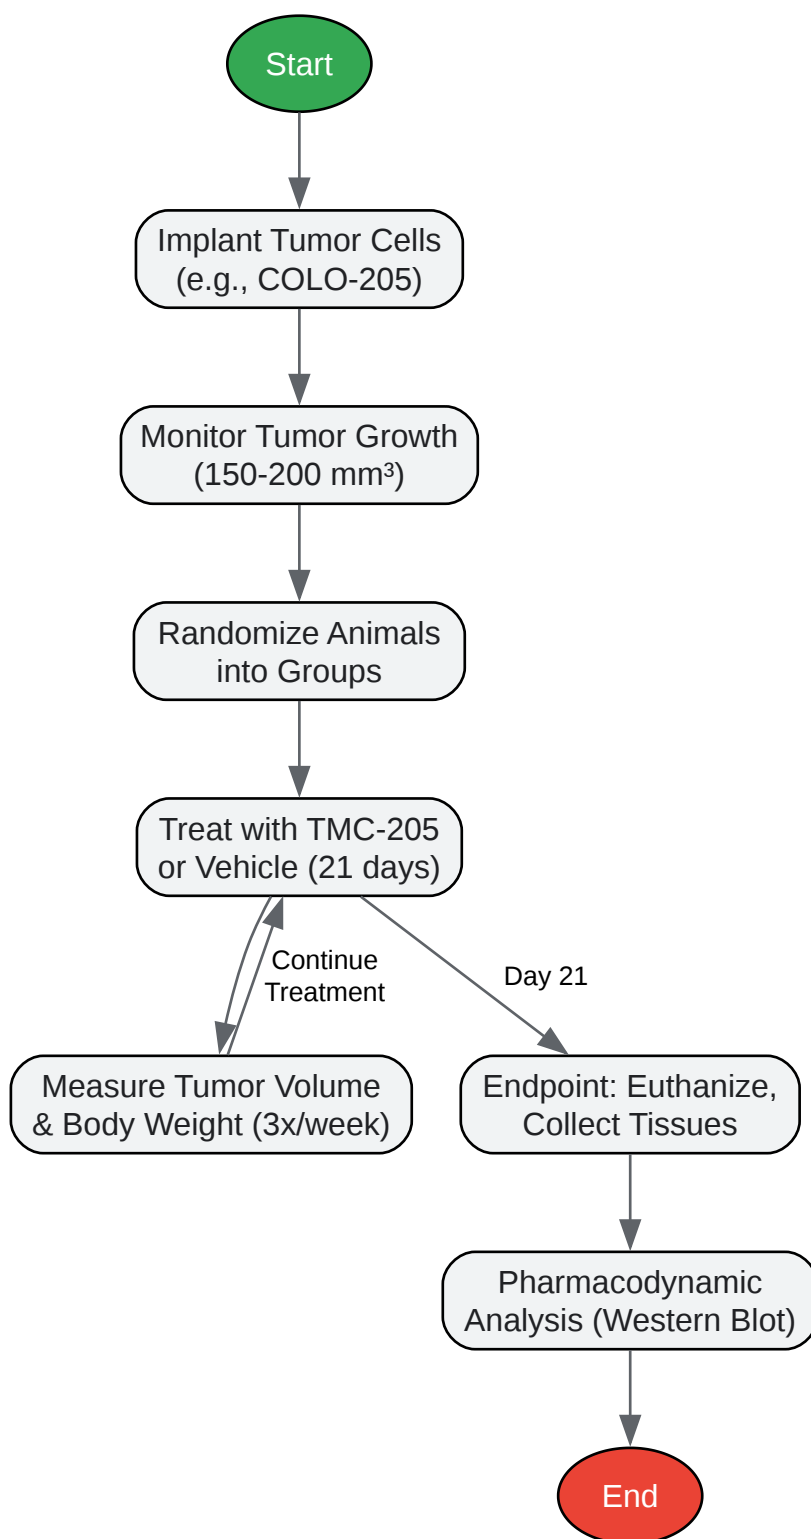 Start
Implant Tumor Cells
(e.g., COLO-205)
Monitor Tumor Growth
(150-200 mm³)
Randomize Animals
into Groups
Treat with TMC-205
or Vehicle (21 days)
Continue
Treatment
Day 21
Measure Tumor Volume
& Body Weight (3x/week)
Endpoint: Euthanize,
Collect Tissues
Pharmacodynamic
Analysis (Western Blot)
End